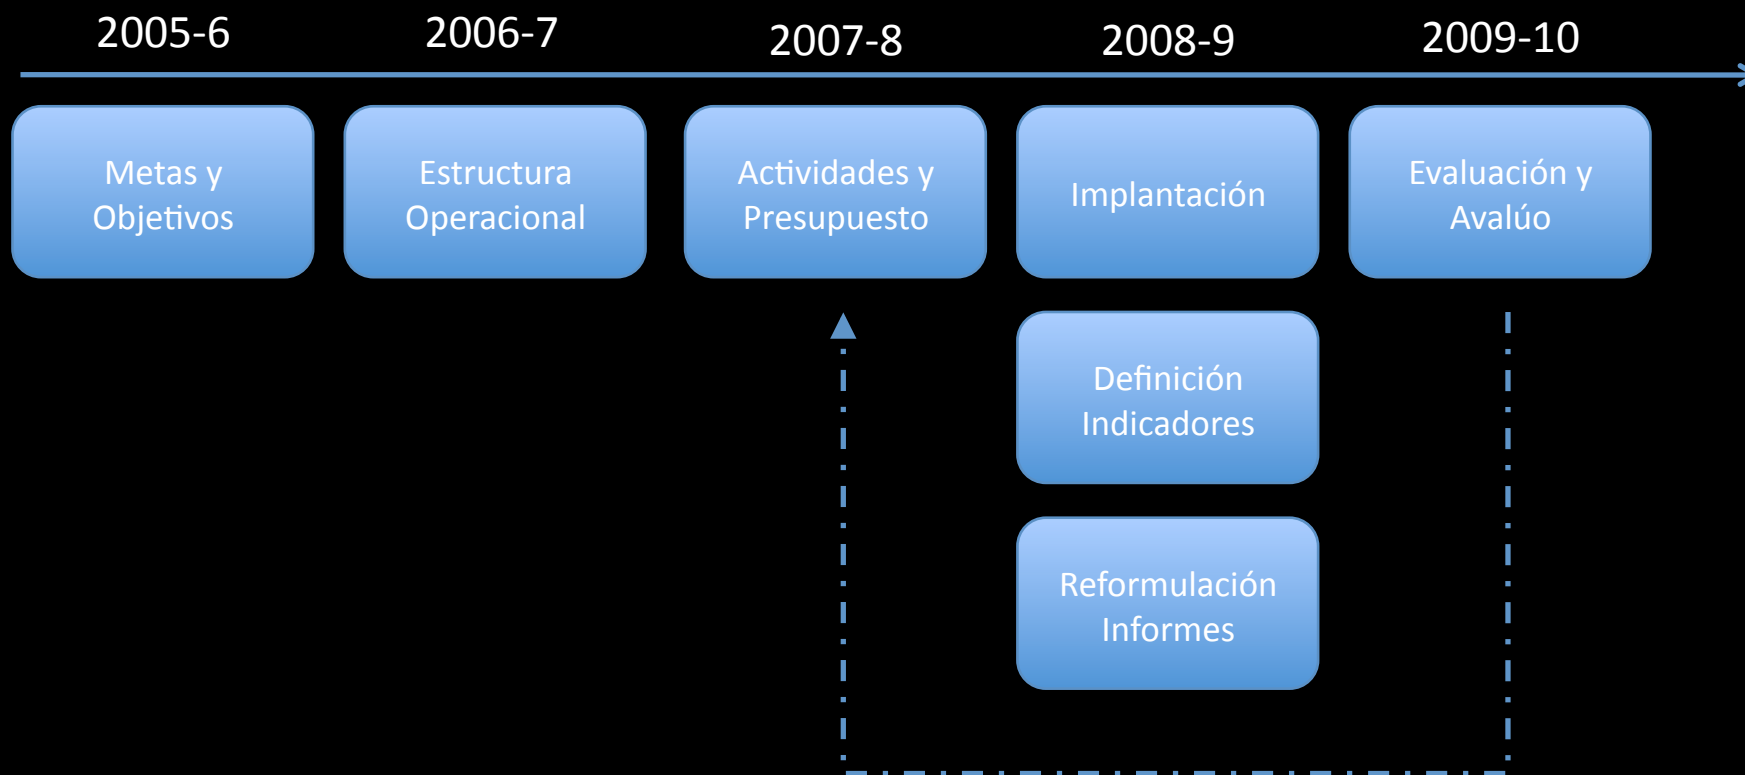 2005-6
2006-7
2007-8
2008-9
2009-10
Metas y
Objetivos
Estructura
Operacional
Actividades y
Presupuesto
Implantación
Evaluación y
Avalúo
Definición
Indicadores
Reformulación
Informes